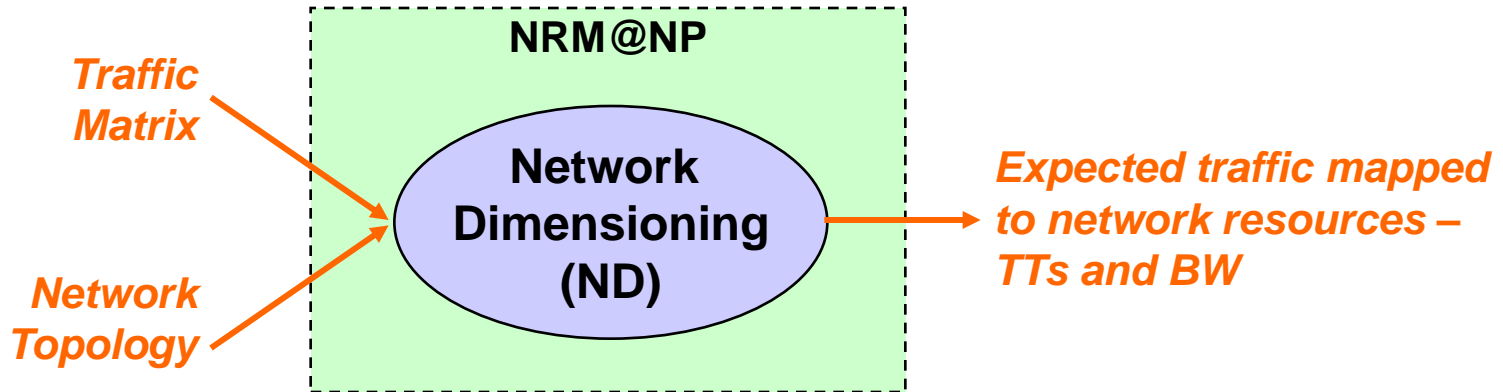 NRM@NP
Traffic
Matrix
Network
Dimensioning
(ND)
Expected traffic mapped
to network resources –
TTs and BW
Network
Topology